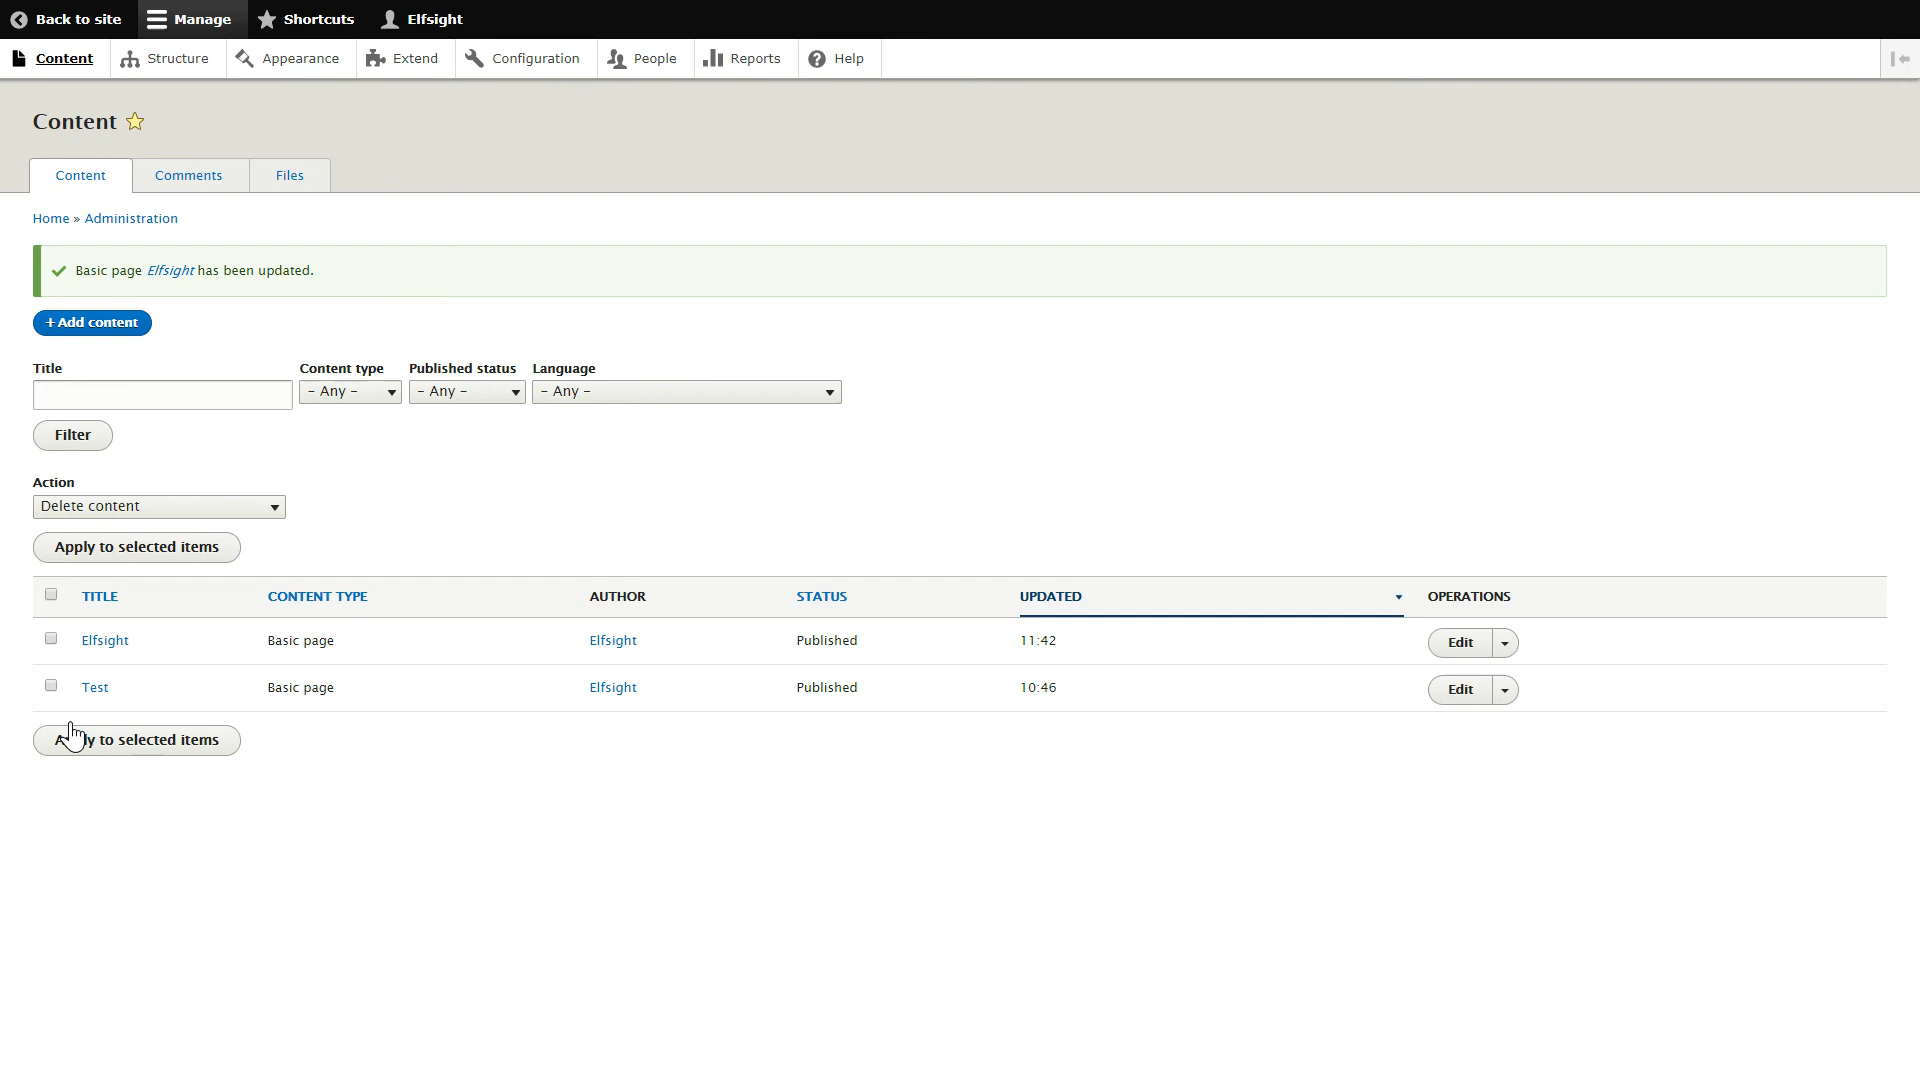 Back to site Manage Shortcuts Elfsight
Content Structure Appearance Extend Configuration People Reports Help
Content
Content Comments Files
Home » Administration
Basic page Elfsight has been updated.
+ Add content
Title Content type Published status Language
- Any - - Any - - Any -
Filter
Action
Delete content
Apply to selected items
TITLE CONTENT TYPE AUTHOR STATUS UPDATED OPERATIONS
Elfsight Basic page Elfsight Published 11:42 Edit
Test Basic page Elfsight Published 10:46 Edit
Apply to selected items